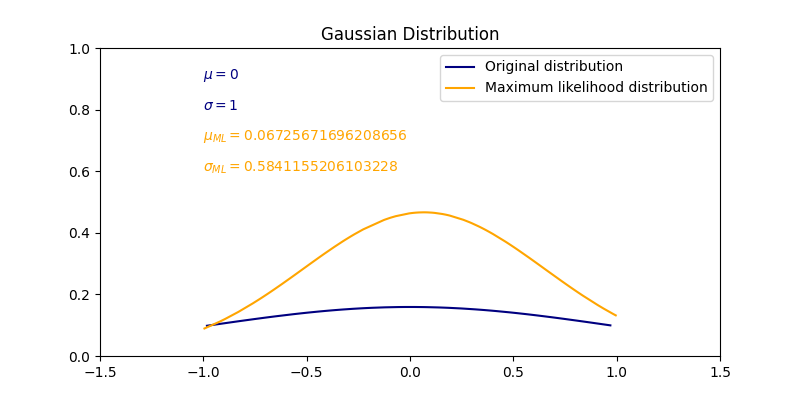 Gaussian Distribution
1.0
0.8
0.6
0.4
0.2
0.0
μ = 0
σ = 1
μ_ML = 0.06725671696208656
σ_ML = 0.5841155206103228
Original distribution
Maximum likelihood distribution
−1.5 −1.0 −0.5 0.0 0.5 1.0 1.5